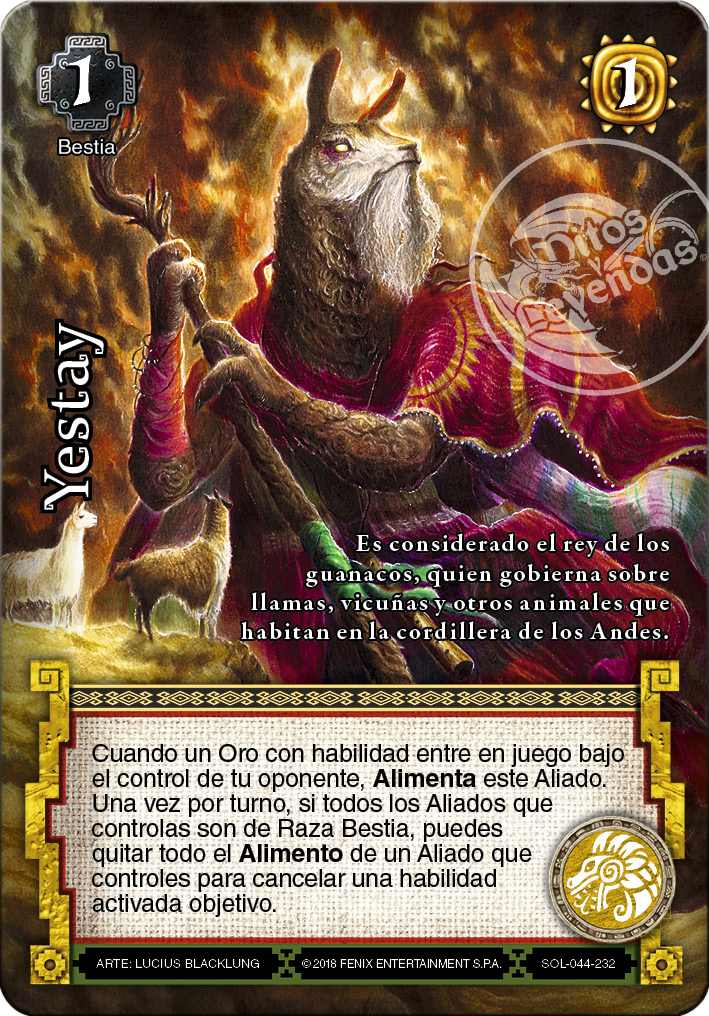 1
1
Bestia
Mitos
y
Leyendas
Yestay
Es considerado el rey de los
guanacos, quien gobierna sobre
llamas, vicuñas y otros animales que
habitan en la cordillera de los Andes.
Cuando un Oro con habilidad entre en juego bajo
el control de tu oponente, Alimenta este Aliado.
Una vez por turno, si todos los Aliados que
controlas son de Raza Bestia, puedes
quitar todo el Alimento de un Aliado que
controles para cancelar una habilidad
activada objetivo.
ARTE: LUCIUS BLACKLUNG ©2018 FENIX ENTERTAINMENT S.P.A. SOL-044-232